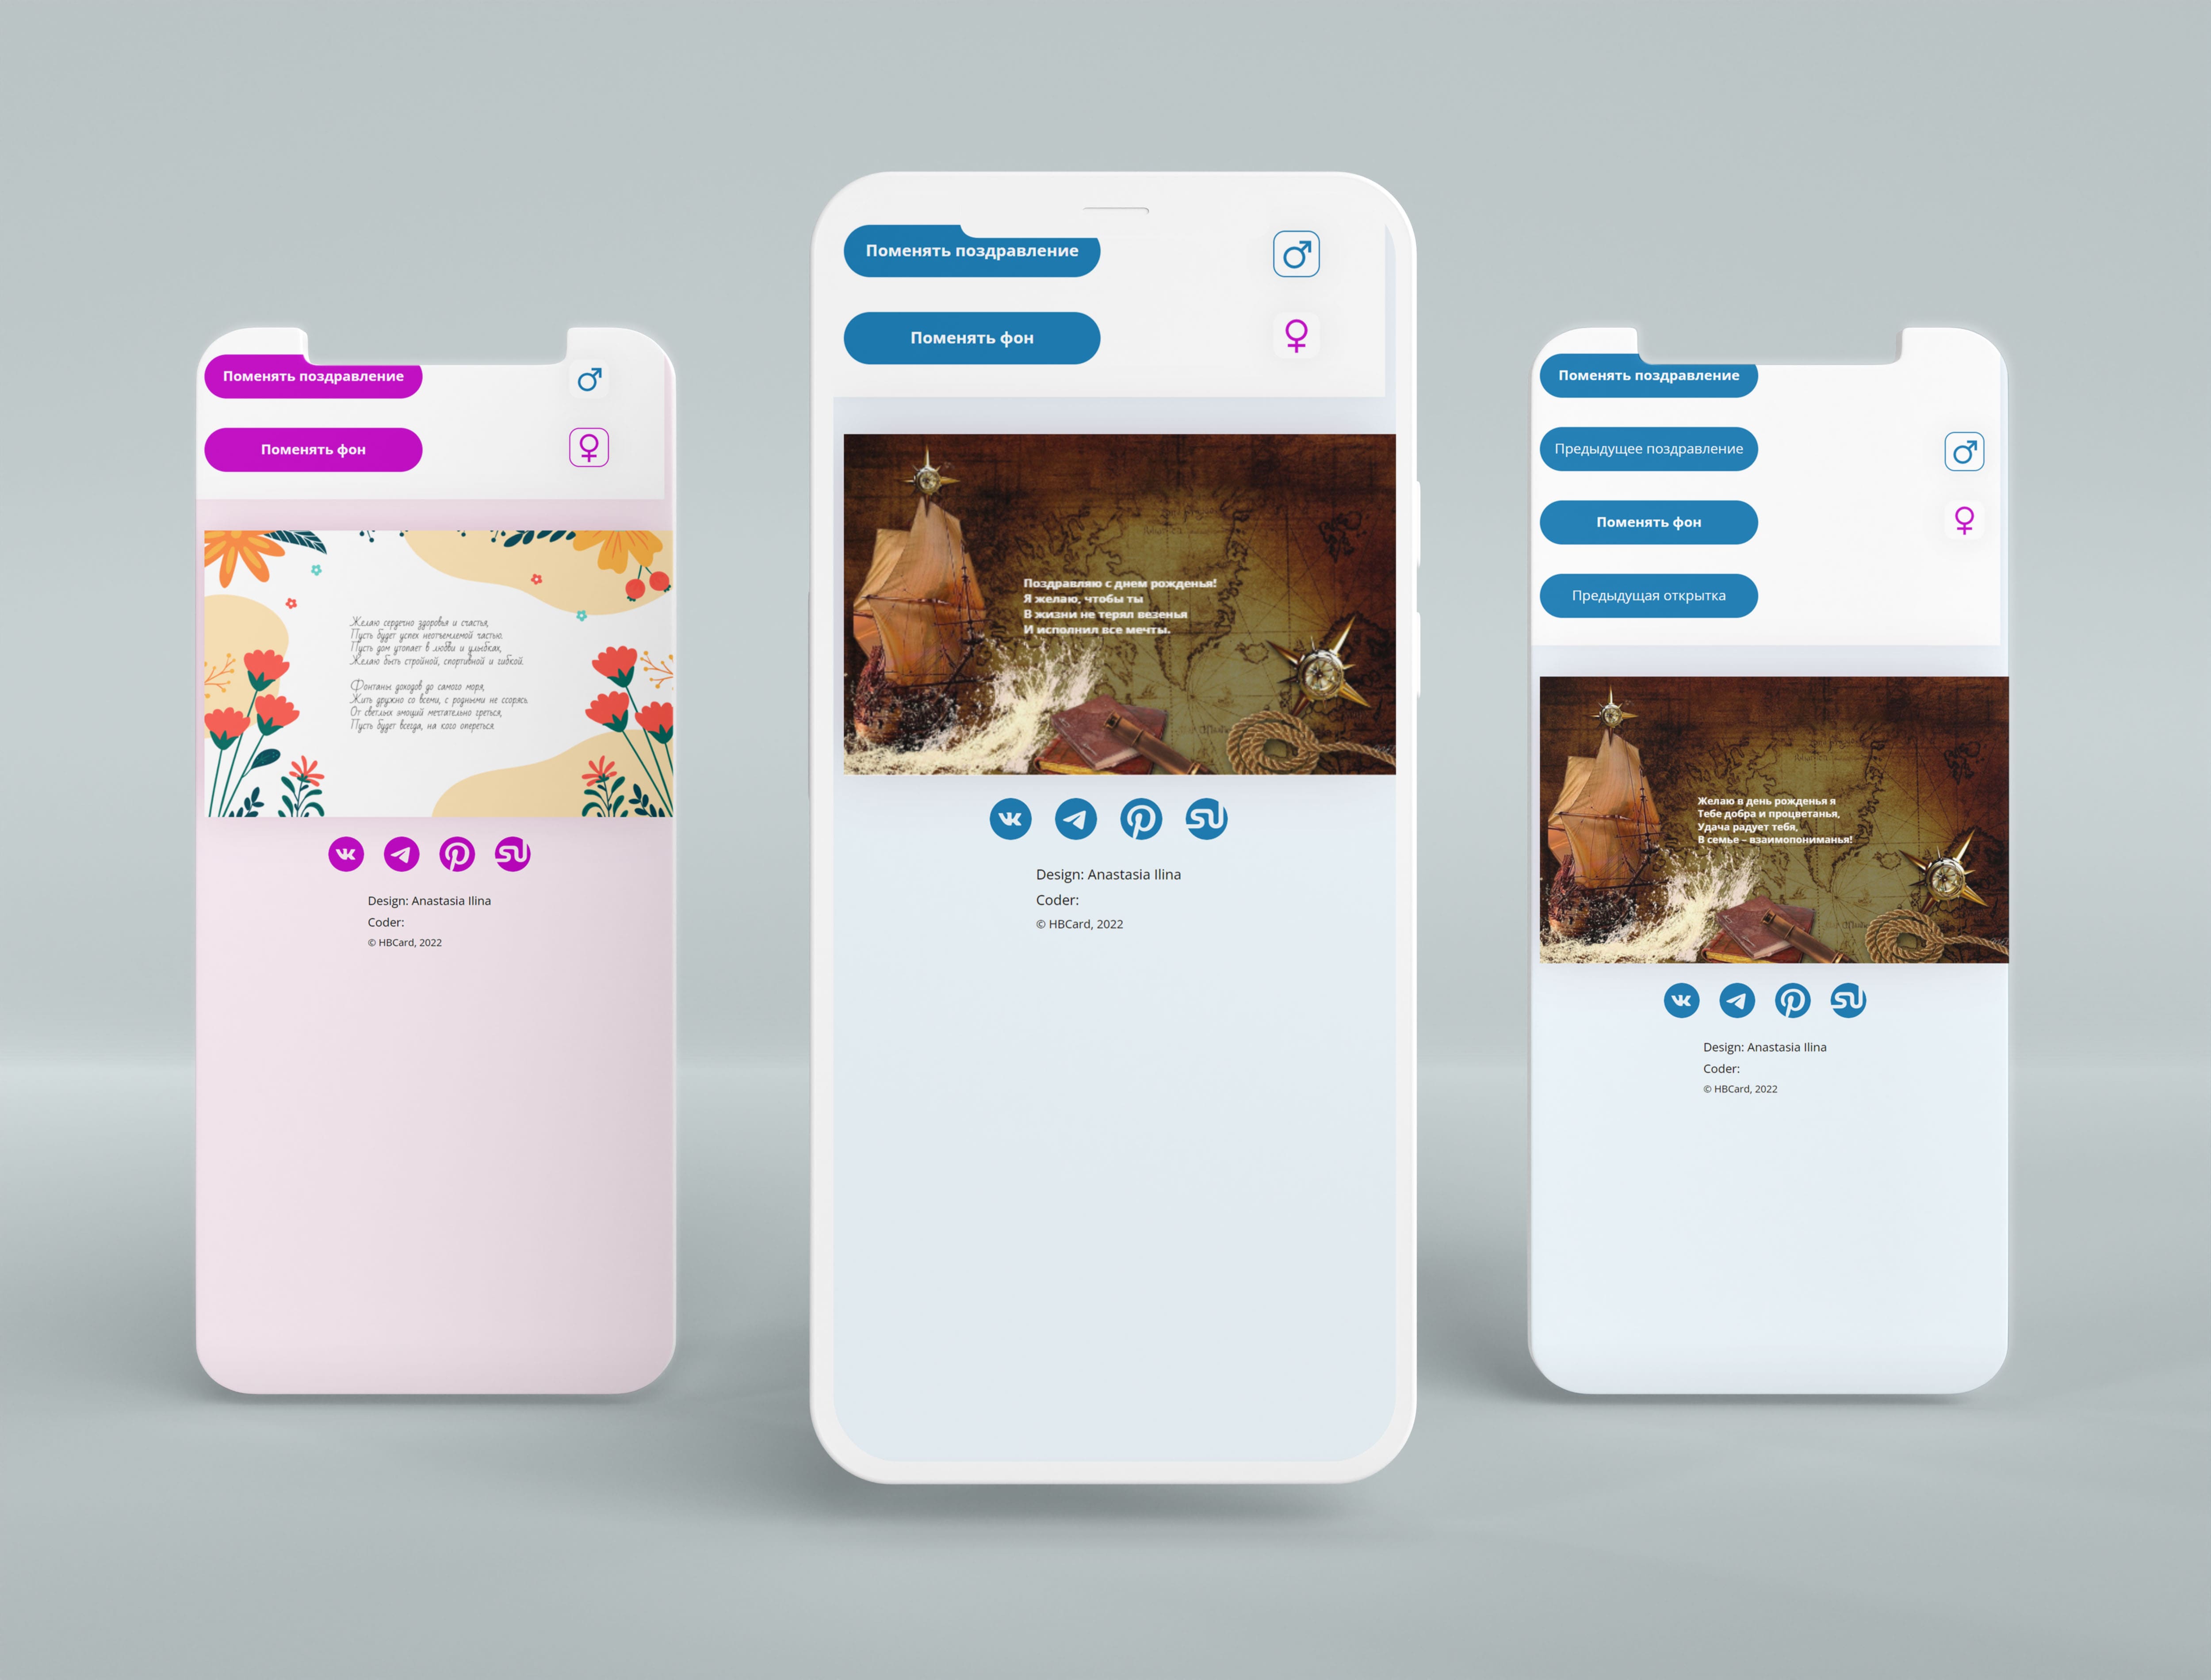 Поменять поздравление
Поменять фон
Желаю сердечно здоровья и счастья,
Пусть будет успех неотъемлемой частью.
Пусть дом утопает в любви и улыбках,
Желаю быть стройной, спортивной и гибкой.
Фонтаны доходов до самого моря,
Жить дружно со всеми, с родными не ссорясь.
От светлых эмоций мечтательно греться,
Пусть будет всегда, на кого опереться.
Design: Anastasia Ilina
Coder:
© HBCard, 2022
Поменять поздравление
Поменять фон
Поздравляю с днем рожденья!
Я желаю, чтобы ты
В жизни не терял везенья
И исполнил все мечты.
Design: Anastasia Ilina
Coder:
© HBCard, 2022
Поменять поздравление
Предыдущее поздравление
Поменять фон
Предыдущая открытка
Желаю в день рожденья я
Тебе добра и процветанья,
Удача радует тебя,
В семье – взаимопониманья!
Design: Anastasia Ilina
Coder:
© HBCard, 2022